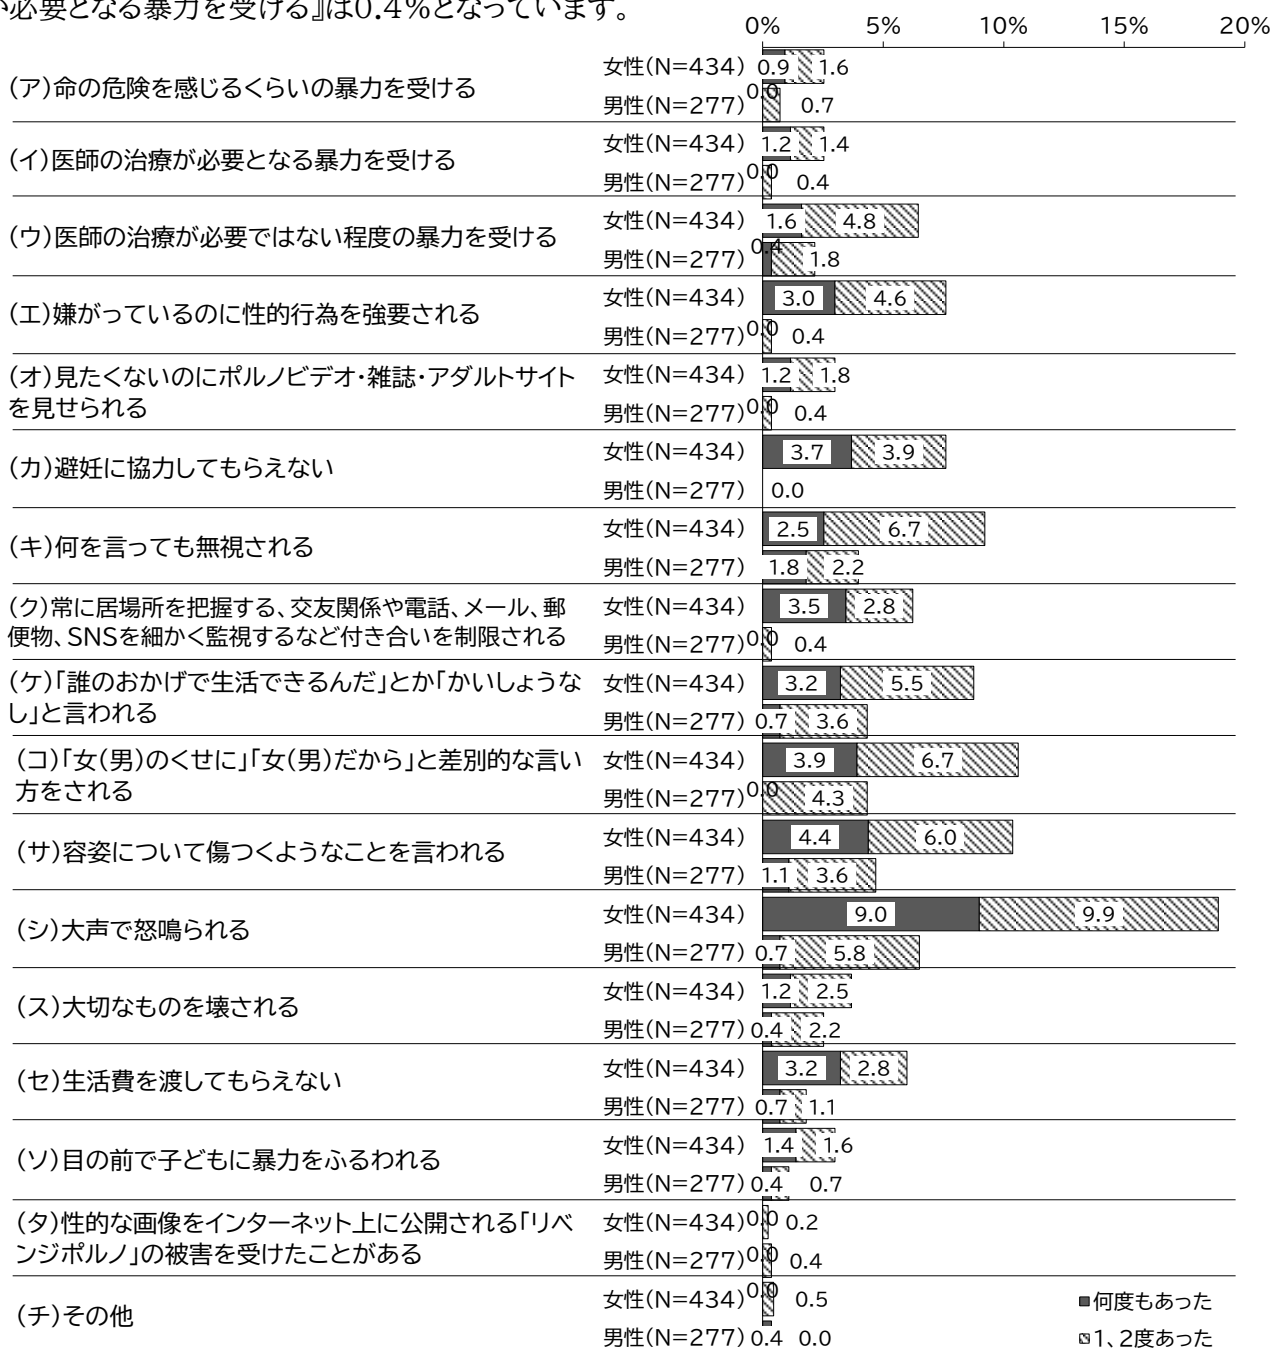 が必要となる暴力を受ける』は0.4%となっています。
0% 5% 10% 15% 20%
(ア)命の危険を感じるくらいの暴力を受ける
女性(N=434) 0.9 1.6
男性(N=277) 0.0 0.7
(イ)医師の治療が必要となる暴力を受ける
女性(N=434) 1.2 1.4
男性(N=277) 0.0 0.4
(ウ)医師の治療が必要ではない程度の暴力を受ける
女性(N=434) 1.6 4.8
男性(N=277) 0.4 1.8
(エ)嫌がっているのに性的行為を強要される
女性(N=434) 3.0 4.6
男性(N=277) 0.0 0.4
(オ)見たくないのにポルノビデオ・雑誌・アダルトサイト
を見せられる
女性(N=434) 1.2 1.8
男性(N=277) 0.0 0.4
(カ)避妊に協力してもらえない
女性(N=434) 3.7 3.9
男性(N=277) 0.0
(キ)何を言っても無視される
女性(N=434) 2.5 6.7
男性(N=277) 1.8 2.2
(ク)常に居場所を把握する、交友関係や電話、メール、郵
便物、SNSを細かく監視するなど付き合いを制限される
女性(N=434) 3.5 2.8
男性(N=277) 0.0 0.4
(ケ)「誰のおかげで生活できるんだ」とか「かいしょうな
し」と言われる
女性(N=434) 3.2 5.5
男性(N=277) 0.7 3.6
(コ)「女(男)のくせに」「女(男)だから」と差別的な言い
方をされる
女性(N=434) 3.9 6.7
男性(N=277) 0.0 4.3
(サ)容姿について傷つくようなことを言われる
女性(N=434) 4.4 6.0
男性(N=277) 1.1 3.6
(シ)大声で怒鳴られる
女性(N=434) 9.0 9.9
男性(N=277) 0.7 5.8
(ス)大切なものを壊される
女性(N=434) 1.2 2.5
男性(N=277) 0.4 2.2
(セ)生活費を渡してもらえない
女性(N=434) 3.2 2.8
男性(N=277) 0.7 1.1
(ソ)目の前で子どもに暴力をふるわれる
女性(N=434) 1.4 1.6
男性(N=277) 0.4 0.7
(タ)性的な画像をインターネット上に公開される「リベ
ンジポルノ」の被害を受けたことがある
女性(N=434) 0.0 0.2
男性(N=277) 0.0 0.4
(チ)その他
女性(N=434) 0.0 0.5
男性(N=277) 0.4 0.0
何度もあった
1、2度あった